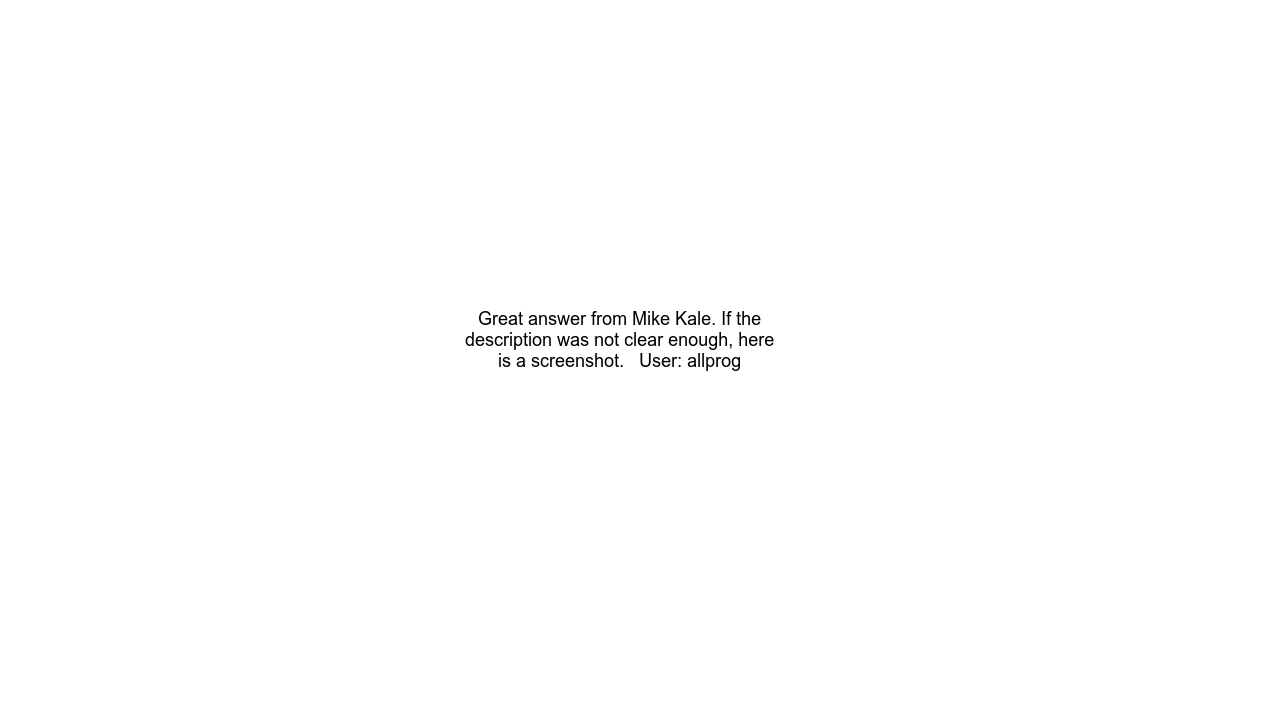 Great answer from Mike Kale. If the
description was not clear enough, here
is a screenshot.   User: allprog